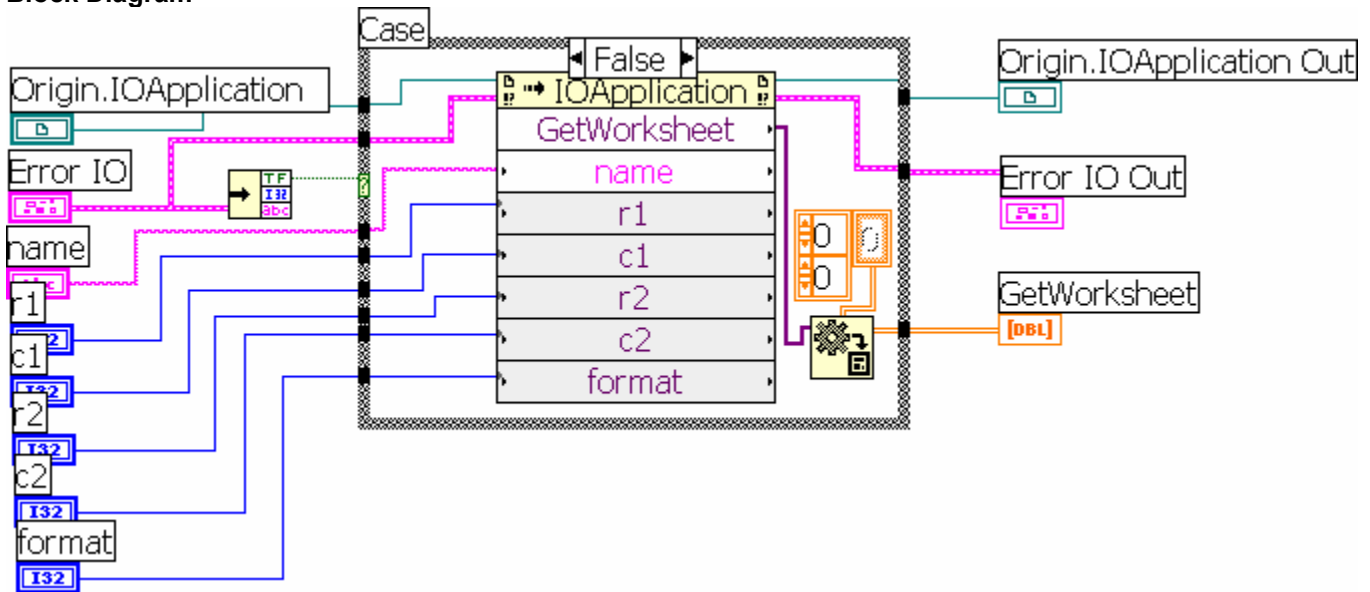 Block Diagram
Case
False
Origin.IOApplication
IOApplication
Origin.IOApplication Out
GetWorksheet
Error IO
TF
I32
abc
name
Error IO Out
name
r1
0
0
0
c1
GetWorksheet
r1
r2
[DBL]
c1
c2
r2
format
I32
c2
I32
format
I32